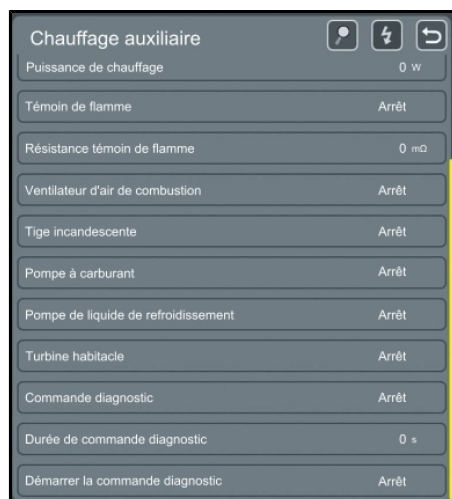 Chauffage auxiliaire
Puissance de chauffage 0 W
Témoin de flamme Arrêt
Résistance témoin de flamme 0 mΩ
Ventilateur d'air de combustion Arrêt
Tige incandescente Arrêt
Pompe à carburant Arrêt
Pompe de liquide de refroidissement Arrêt
Turbine habitacle Arrêt
Commande diagnostic Arrêt
Durée de commande diagnostic 0 s
Démarrer la commande diagnostic Arrêt